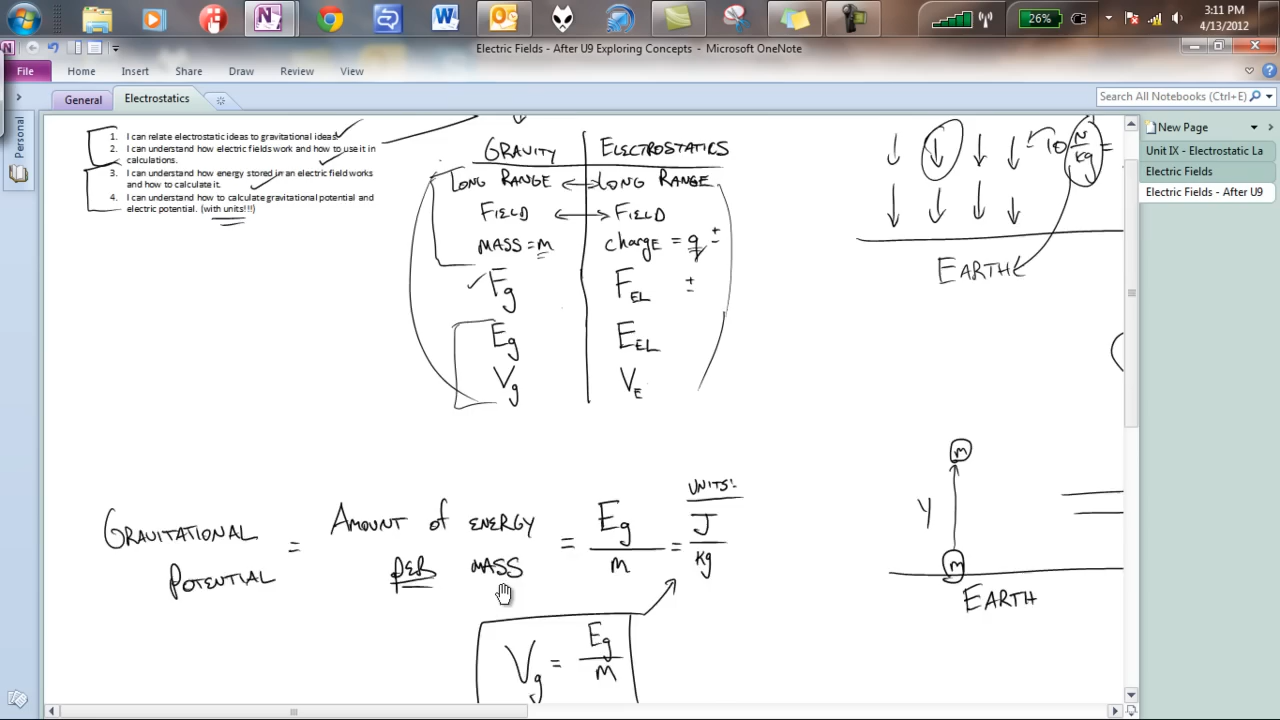 26%
3:11 PM
4/13/2012
Electric Fields - After U9 Exploring Concepts - Microsoft OneNote
File Home Insert Share Draw Review View
General Electrostatics
Search All Notebooks (Ctrl+E)
Personal
New Page
Unit IX - Electrostatic La
Electric Fields
Electric Fields - After U9
1. I can relate electrostatic ideas to gravitational ideas.
2. I can understand how electric fields work and how to use it in
calculations.
3. I can understand how energy stored in an electric field works
and how to calculate it.
4. I can understand how to calculate gravitational potential and
electric potential. (with units!!!)
GRAVITY ELECTROSTATICS
LONG RANGE LONG RANGE
FIELD FIELD
MASS = m CHARGE = q ±
Fg FEL ±
Eg EEL
Vg VE
10 N/kg =
EARTH
GRAVITATIONAL POTENTIAL = AMOUNT of ENERGY PER MASS = Eg/m = J/kg
UNITS:
Vg = Eg/m
m
y
m
EARTH